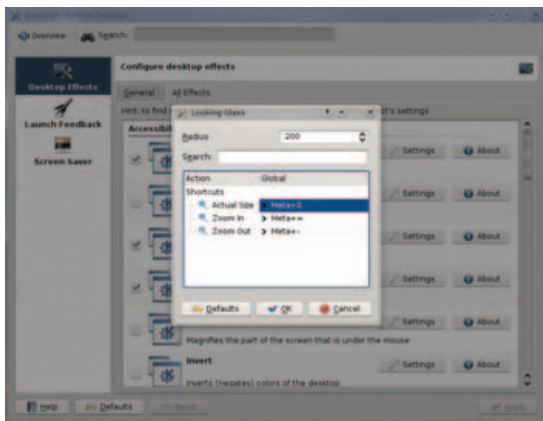 Desktop - System Settings
Overview
Search:
Desktop Effects
Launch Feedback
Screen Saver
Configure desktop effects
General
All Effects
Hint: to find
ct's settings
Accessibil
Looking Glass
Radius
200
Search:
Action
Global
Shortcuts
Actual Size
Meta+0
Zoom In
Meta+=
Zoom Out
Meta+-
Defaults
OK
Cancel
Settings
About
Settings
About
Settings
About
Settings
About
Settings
About
Magnifies the part of the screen that is under the mouse
Invert
Settings
About
Inverts (negates) colors of the desktop
Help
Defaults
Reset
Apply